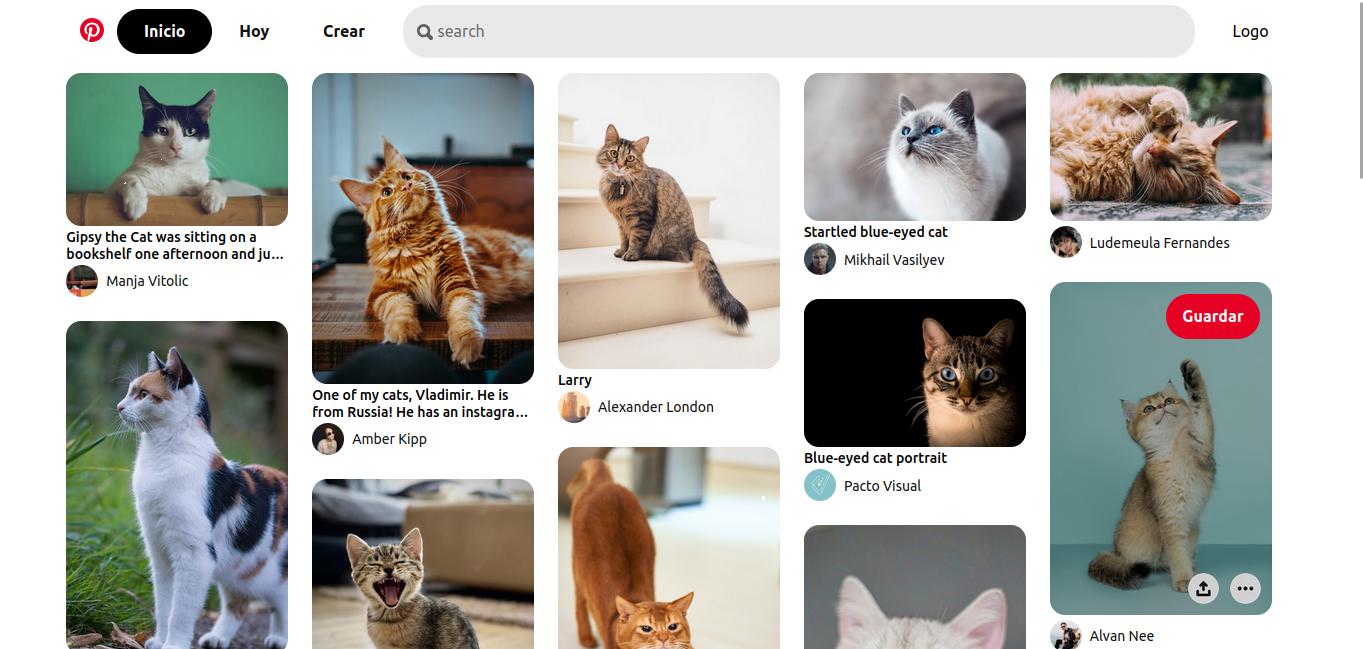 Inicio
Hoy
Crear
search
Logo
Gipsy the Cat was sitting on a
bookshelf one afternoon and ju...
Manja Vitolic
One of my cats, Vladimir. He is
from Russia! He has an instagra...
Amber Kipp
Larry
Alexander London
Startled blue-eyed cat
Mikhail Vasilyev
Blue-eyed cat portrait
Pacto Visual
Ludemeula Fernandes
Guardar
Alvan Nee